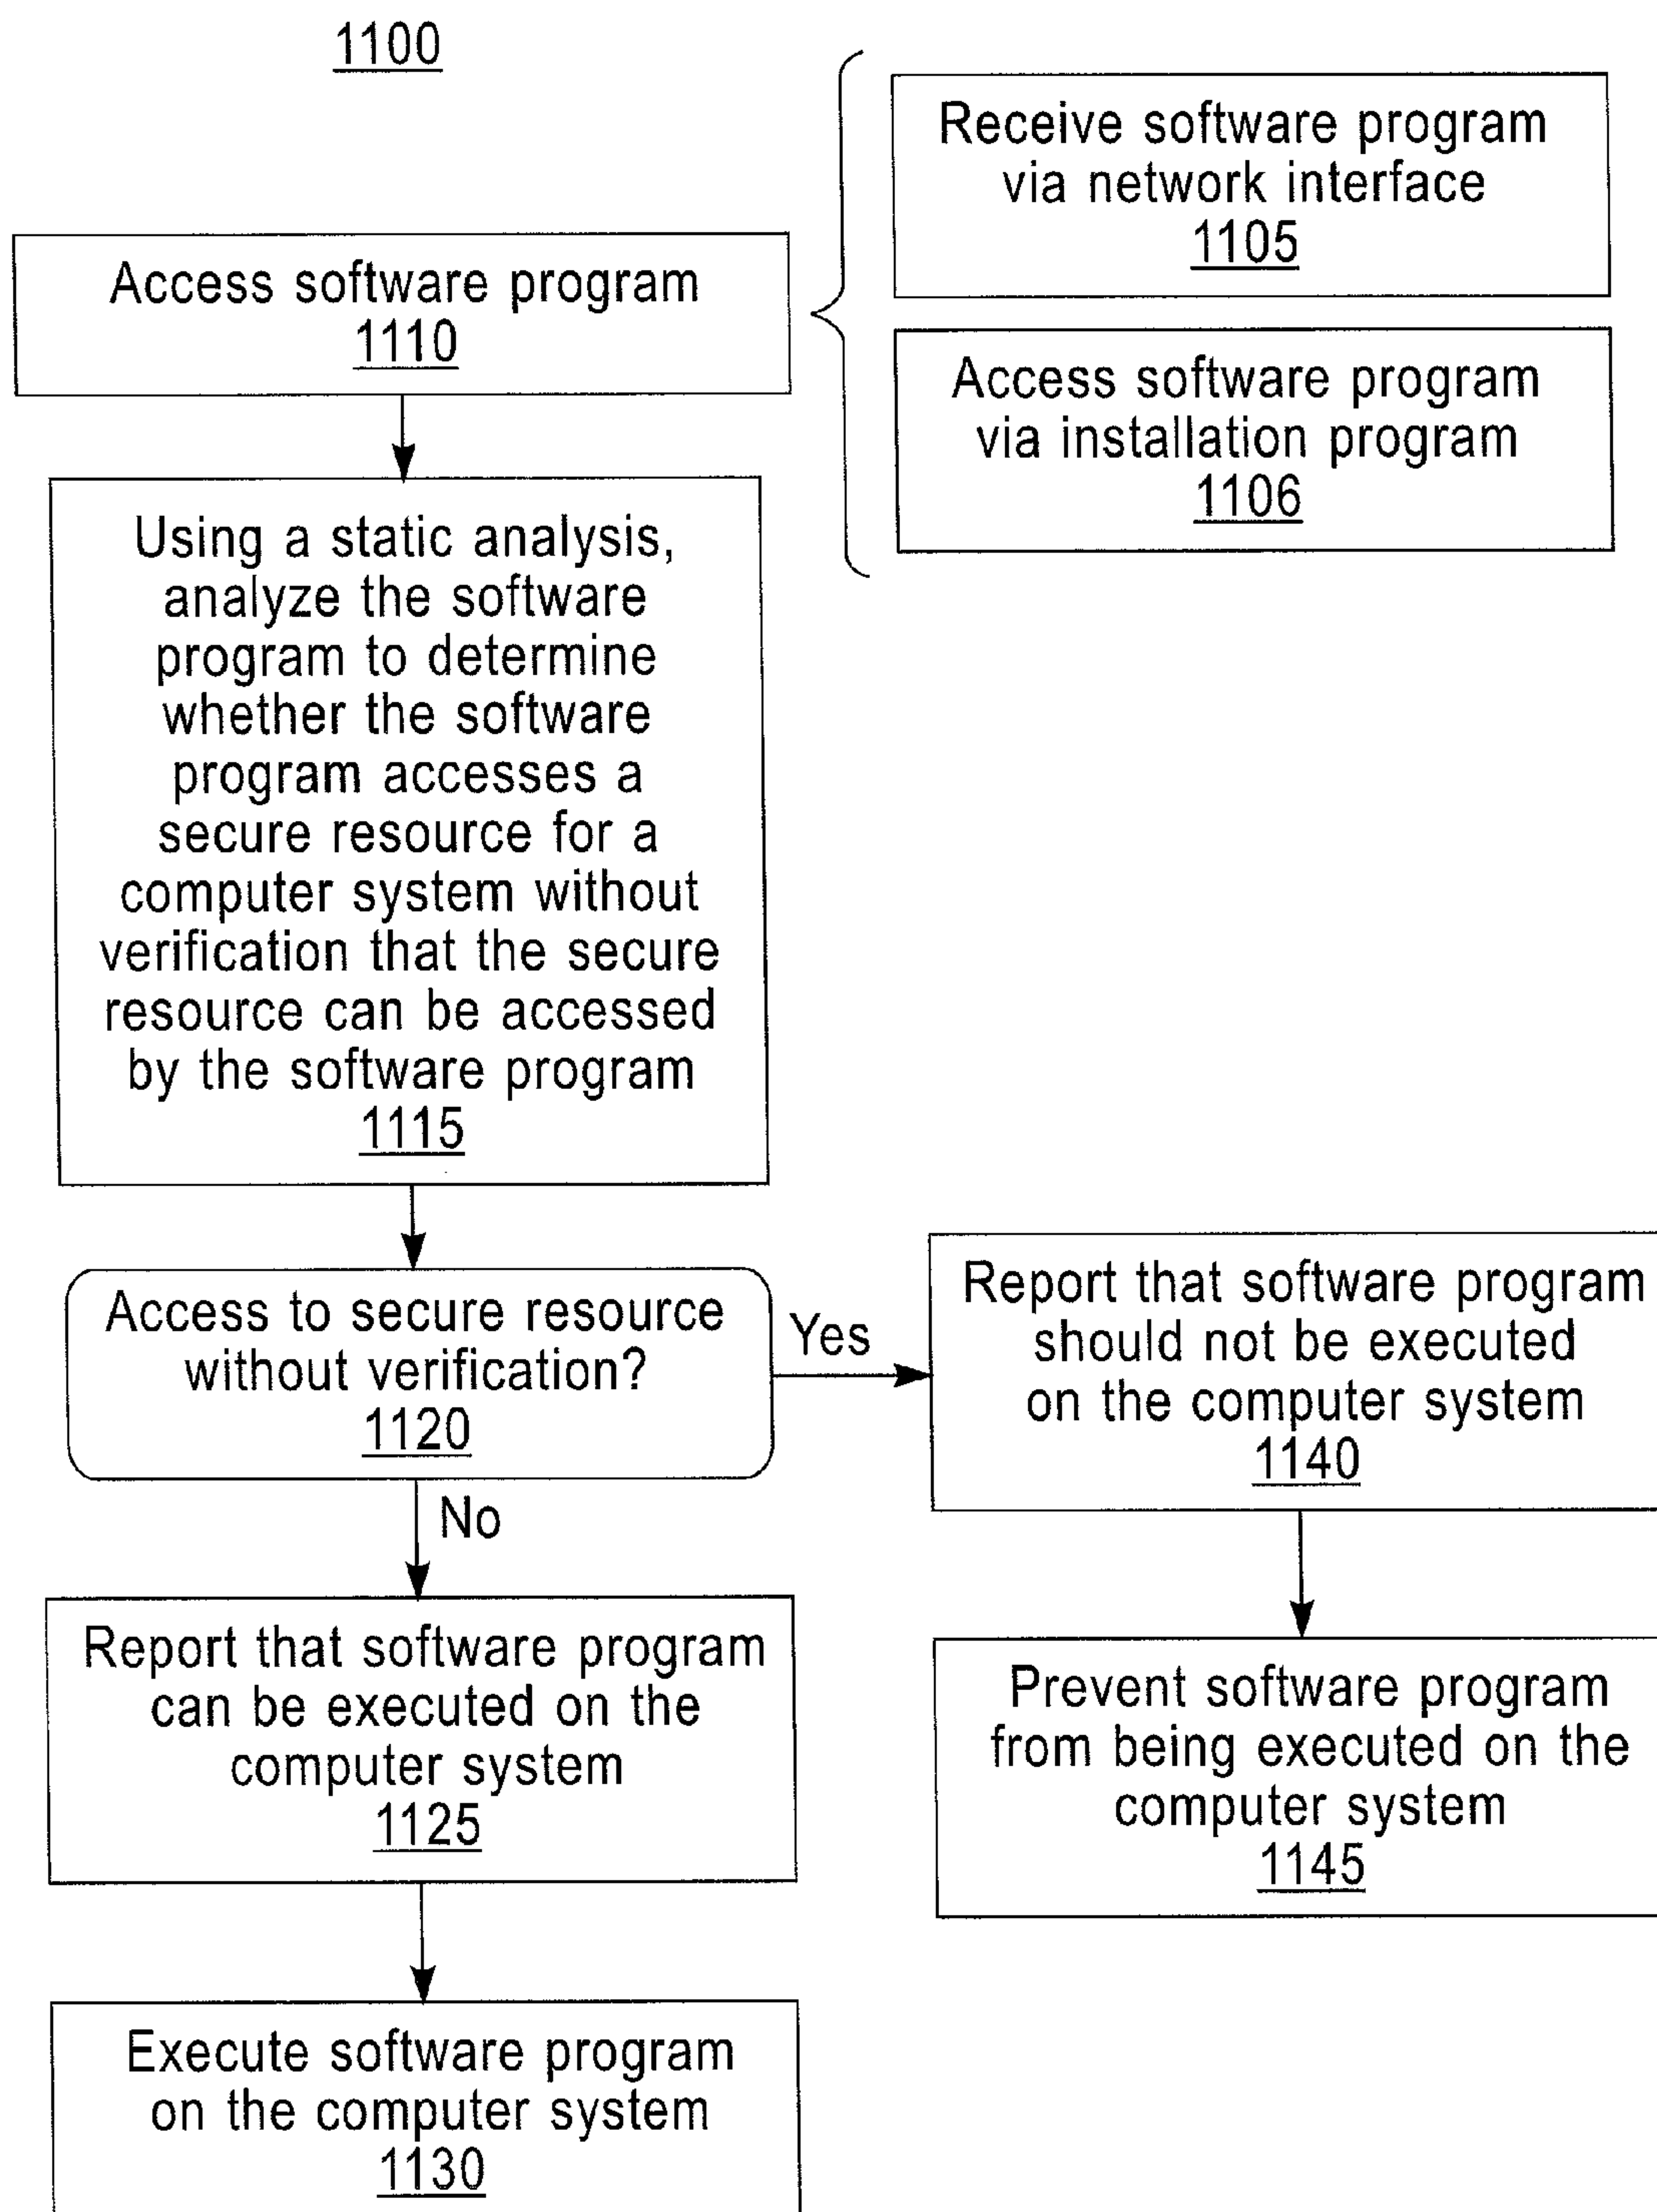 1100
Receive software program
via network interface
1105
Access software program
1110
Access software program
via installation program
1106
Using a static analysis,
analyze the software
program to determine
whether the software
program accesses a
secure resource for a
computer system without
verification that the secure
resource can be accessed
by the software program
1115
Access to secure resource
without verification?
1120
Yes
No
Report that software program
should not be executed
on the computer system
1140
Report that software program
can be executed on the
computer system
1125
Prevent software program
from being executed on the
computer system
1145
Execute software program
on the computer system
1130